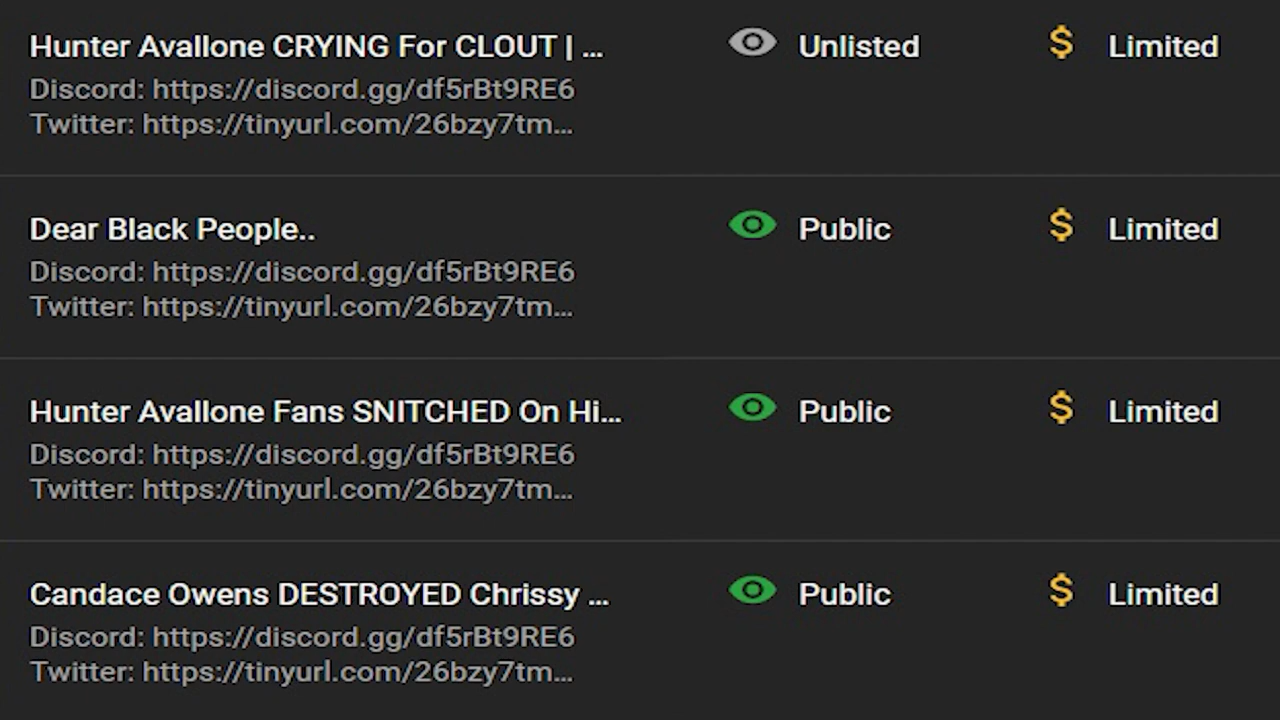 Hunter Avallone CRYING For CLOUT | ... Unlisted $ Limited
Discord: https://discord.gg/df5rBt9RE6
Twitter: https://tinyurl.com/26bzy7tm...
Dear Black People.. Public $ Limited
Discord: https://discord.gg/df5rBt9RE6
Twitter: https://tinyurl.com/26bzy7tm...
Hunter Avallone Fans SNITCHED On Hi... Public $ Limited
Discord: https://discord.gg/df5rBt9RE6
Twitter: https://tinyurl.com/26bzy7tm...
Candace Owens DESTROYED Chrissy ... Public $ Limited
Discord: https://discord.gg/df5rBt9RE6
Twitter: https://tinyurl.com/26bzy7tm...